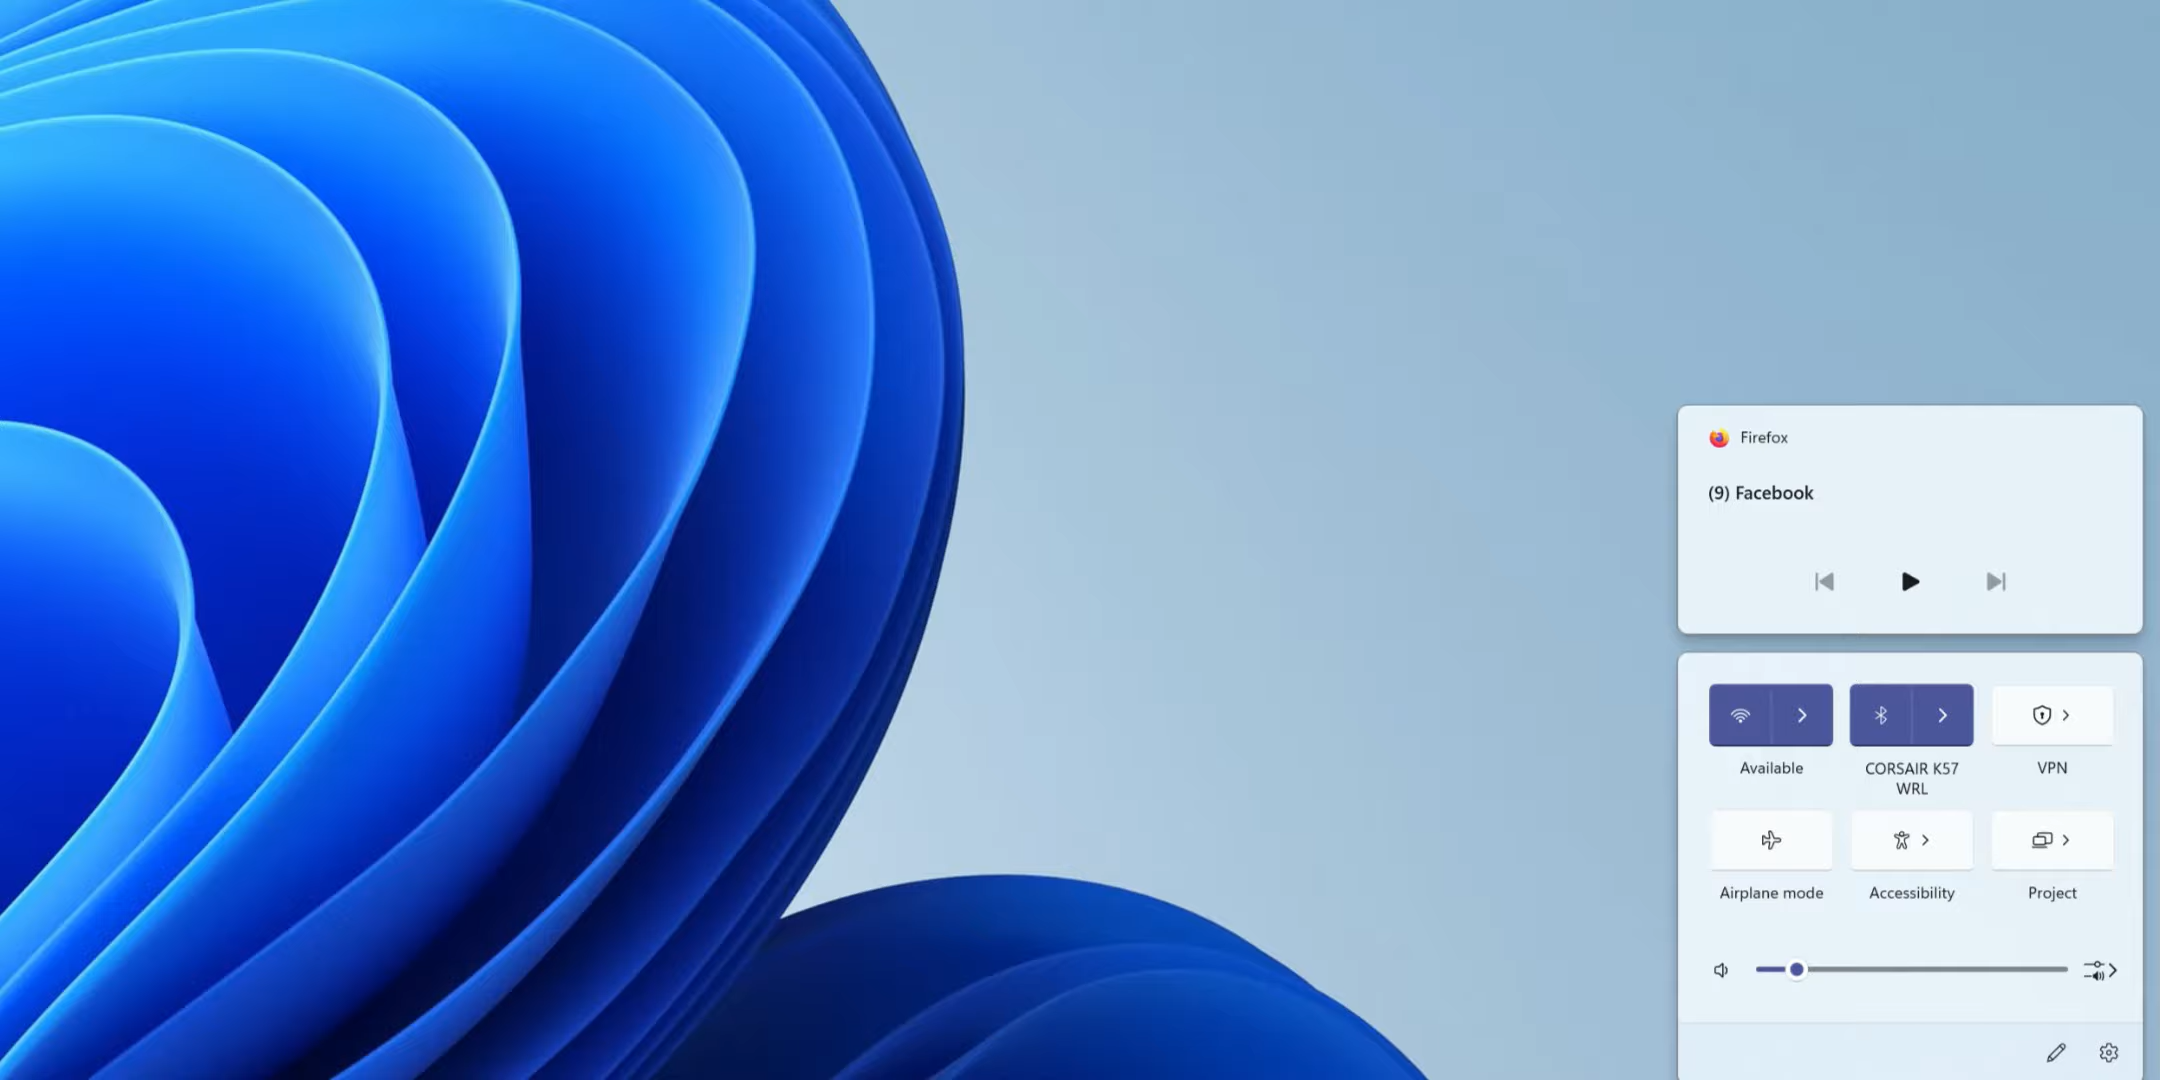 Firefox
(9) Facebook
Available
CORSAIR K57
WRL
VPN
Airplane mode
Accessibility
Project